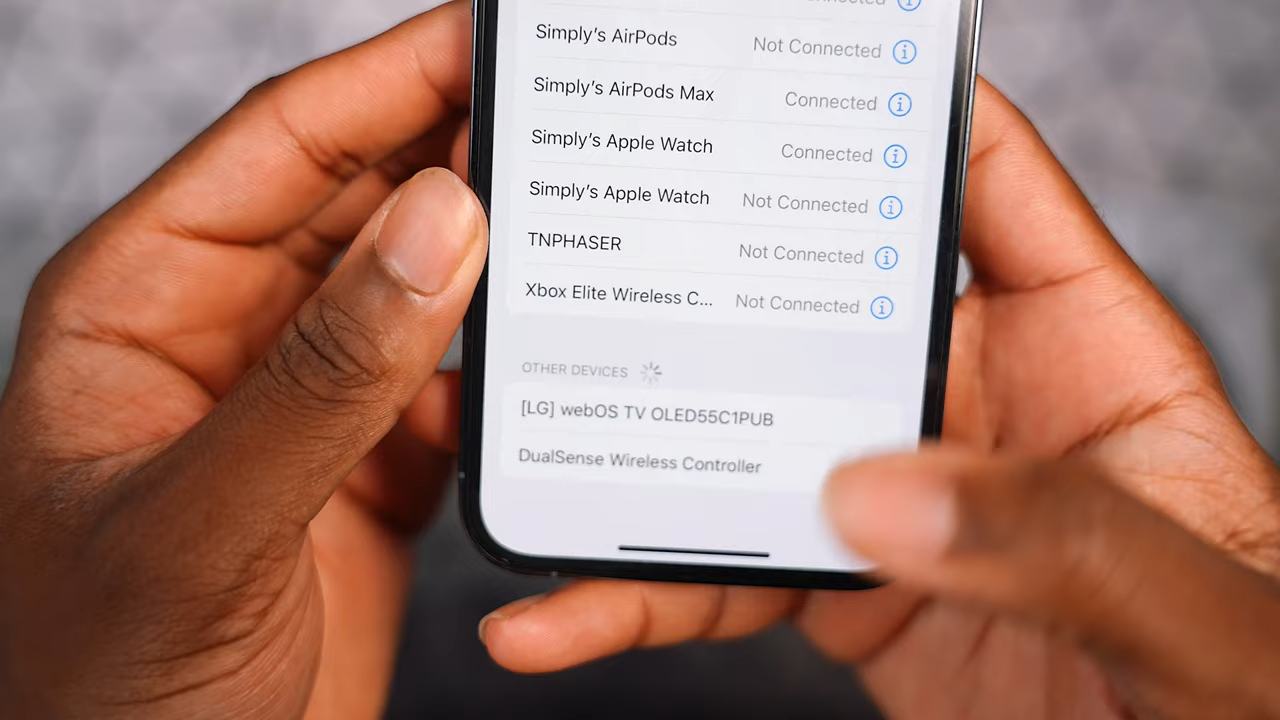 Simply's AirPods Not Connected
Simply's AirPods Max Connected
Simply's Apple Watch Connected
Simply's Apple Watch Not Connected
TNPHASER Not Connected
Xbox Elite Wireless C... Not Connected
OTHER DEVICES
[LG] webOS TV OLED55C1PUB
DualSense Wireless Controller